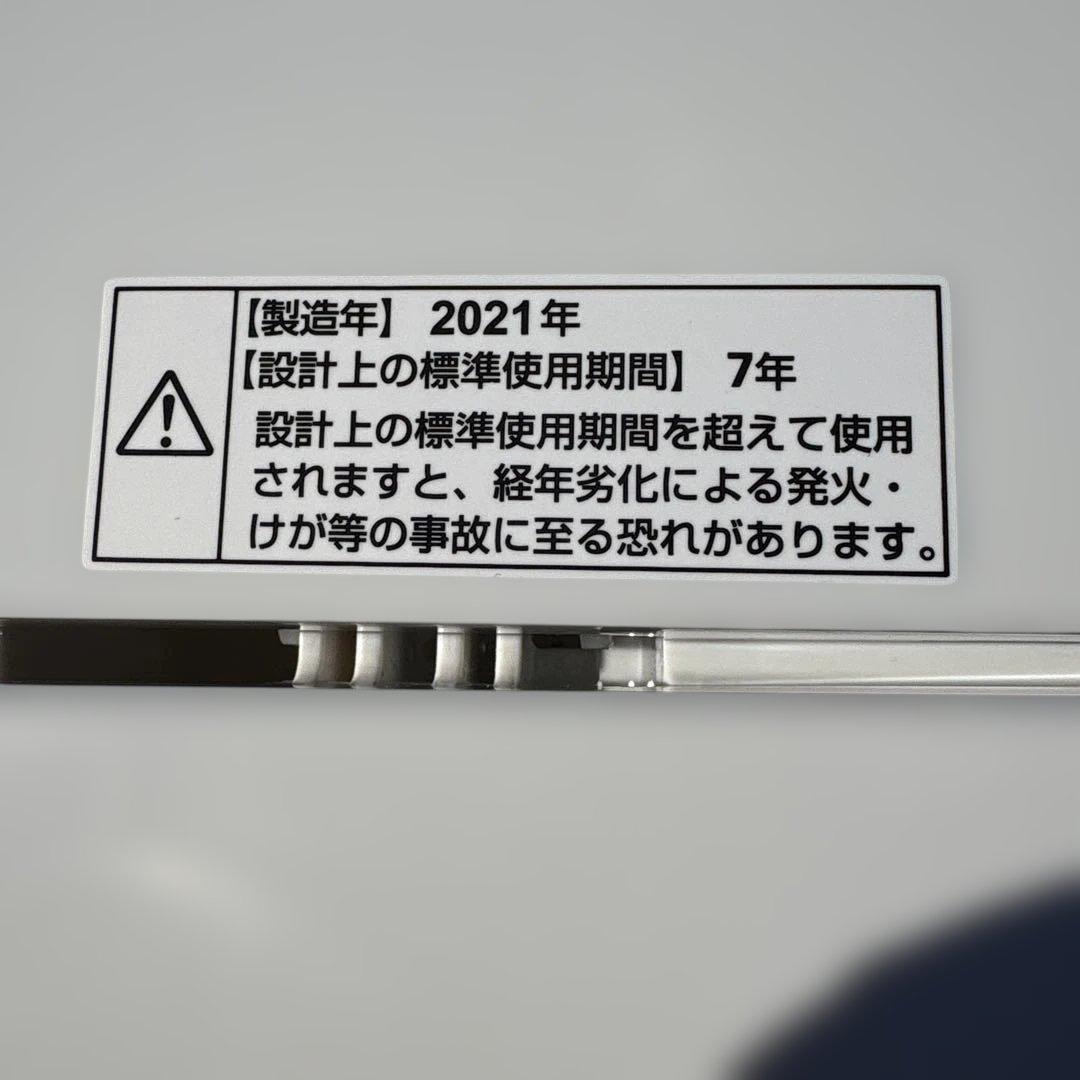 【製造年】 2021年
【設計上の標準使用期間】 7年
設計上の標準使用期間を超えて使用
されますと、経年劣化による発火・
けが等の事故に至る恐れがあります。